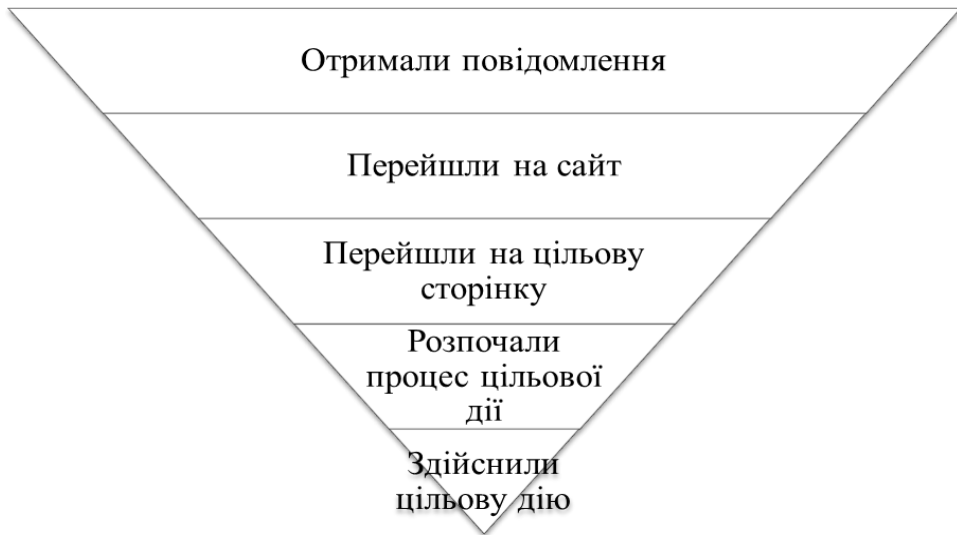 Отримали повідомлення
Перейшли на сайт
Перейшли на цільову
сторінку
Розпочали
процес цільової
дії
Здійснили
цільову дію